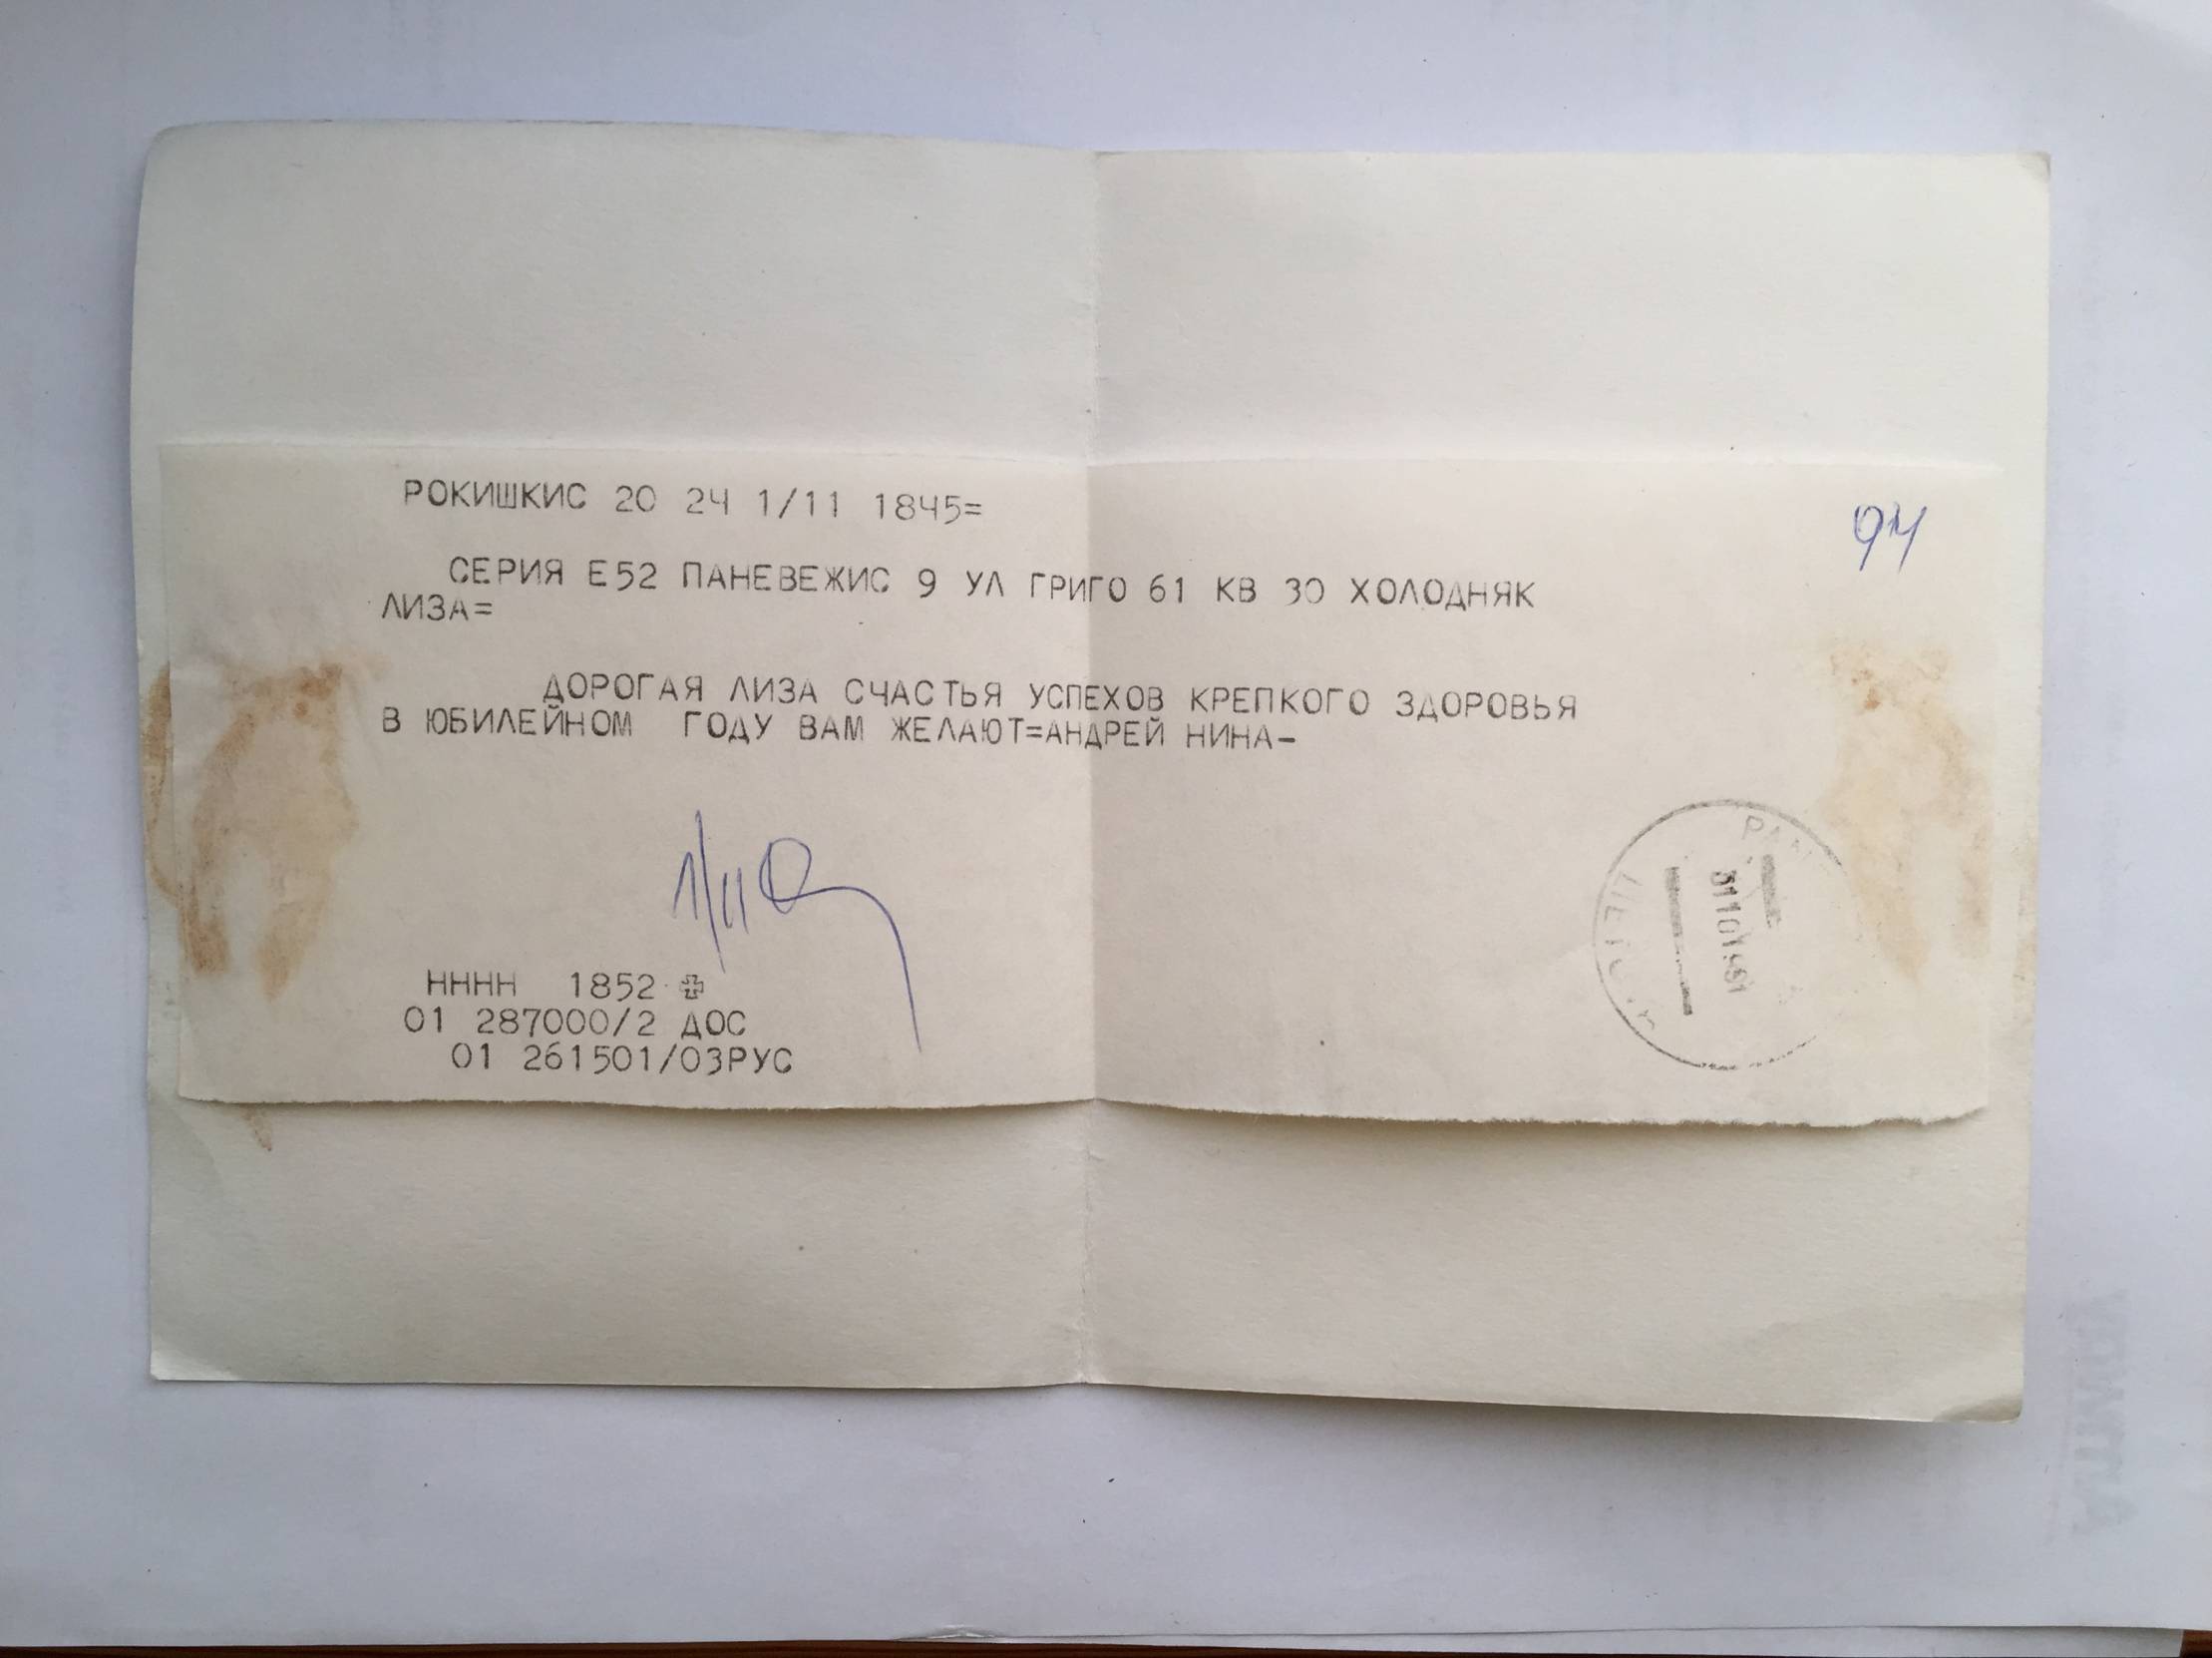 РОКИШКИС 20 24 1/11 1845=
94
СЕРИЯ Е52 ПАНЕВЕЖИС 9 УЛ ГРИГО 61 КВ 30 ХОЛОДНЯК
ЛИЗА=
ДОРОГАЯ ЛИЗА СЧАСТЬЯ УСПЕХОВ КРЕПКОГО ЗДОРОВЬЯ
В ЮБИЛЕЙНОМ ГОДУ ВАМ ЖЕЛАЮТ=АНДРЕЙ НИНА-
1/11
НННН 1852
01 287000/2 ДОС
01 261501/03РУС